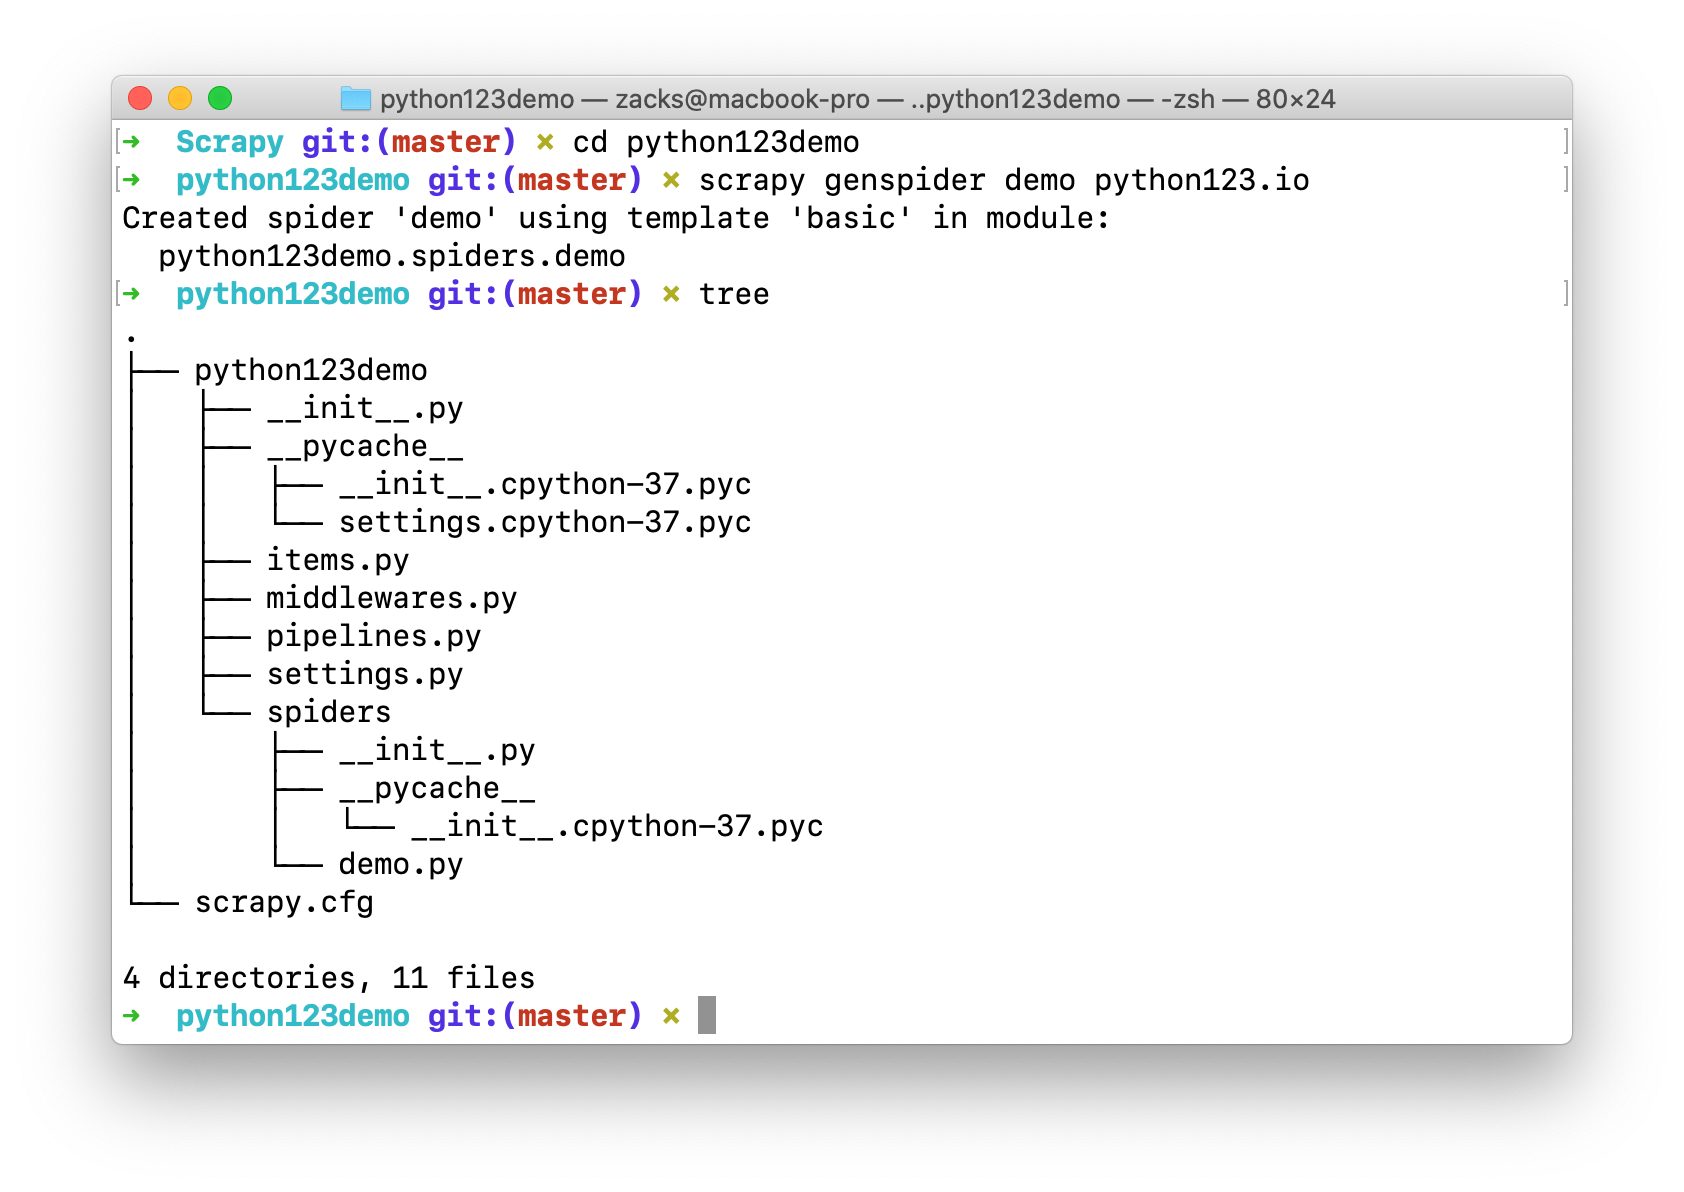 python123demo — zacks@macbook-pro — ..python123demo — -zsh — 80×24
[➜  Scrapy git:(master) ✗ cd python123demo ]
[➜  python123demo git:(master) ✗ scrapy genspider demo python123.io ]
Created spider 'demo' using template 'basic' in module:
  python123demo.spiders.demo
[➜  python123demo git:(master) ✗ tree ]
.
├── python123demo
│   ├── __init__.py
│   ├── __pycache__
│   │   ├── __init__.cpython-37.pyc
│   │   └── settings.cpython-37.pyc
│   ├── items.py
│   ├── middlewares.py
│   ├── pipelines.py
│   ├── settings.py
│   └── spiders
│       ├── __init__.py
│       ├── __pycache__
│       │   └── __init__.cpython-37.pyc
│       └── demo.py
└── scrapy.cfg

4 directories, 11 files
➜  python123demo git:(master) ✗